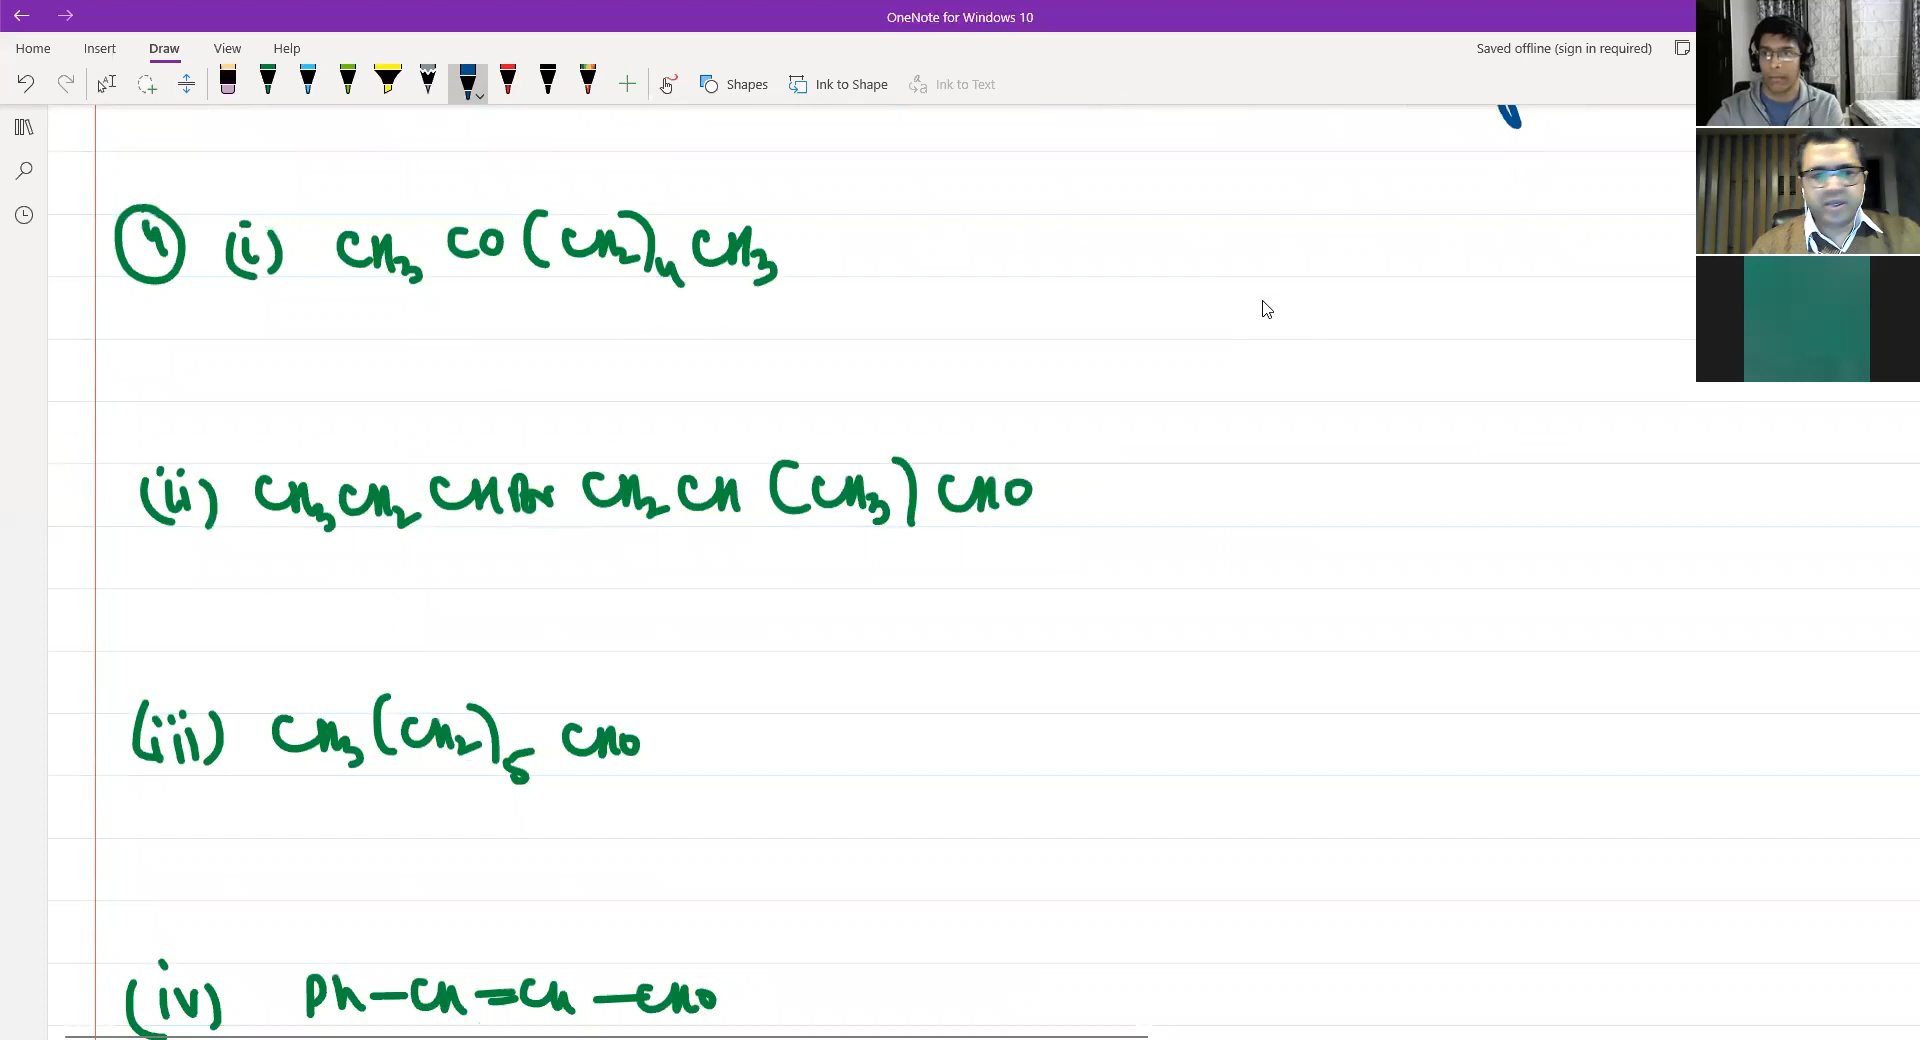 OneNote for Windows 10
Home Insert Draw View Help
Saved offline (sign in required)
Shapes Ink to Shape Ink to Text
④ (i) CH₃ CO (CH₂)₄ CH₃
(ii) CH₃CH₂ CHBr CH₂ CH (CH₃) CHO
(iii) CH₃ (CH₂)₅ CHO
(iv) Ph-CH=CH-CHO